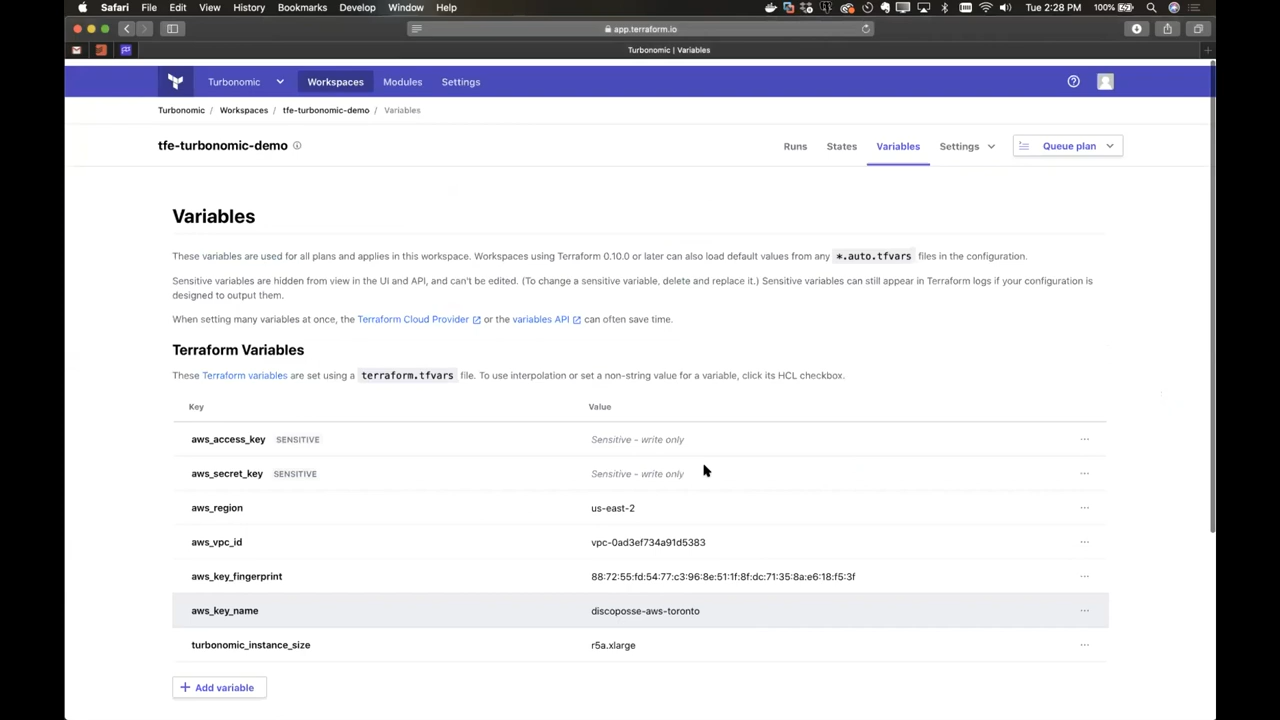 Safari File Edit View History Bookmarks Develop Window Help Tue 2:28 PM 100%
app.terraform.io
Turbonomic | Variables
Turbonomic Workspaces Modules Settings
Turbonomic / Workspaces / tfe-turbonomic-demo / Variables
tfe-turbonomic-demo Runs States Variables Settings Queue plan
Variables
These variables are used for all plans and applies in this workspace. Workspaces using Terraform 0.10.0 or later can also load default values from any *.auto.tfvars files in the configuration.
Sensitive variables are hidden from view in the UI and API, and can't be edited. (To change a sensitive variable, delete and replace it.) Sensitive variables can still appear in Terraform logs if your configuration is
designed to output them.
When setting many variables at once, the Terraform Cloud Provider or the variables API can often save time.
Terraform Variables
These Terraform variables are set using a terraform.tfvars file. To use interpolation or set a non-string value for a variable, click its HCL checkbox.
Key Value
aws_access_key SENSITIVE Sensitive - write only ...
aws_secret_key SENSITIVE Sensitive - write only ...
aws_region us-east-2 ...
aws_vpc_id vpc-0ad3ef734a91d5383 ...
aws_key_fingerprint 88:72:55:fd:54:77:c3:96:8e:51:1f:8f:dc:71:35:8a:e6:18:f5:3f ...
aws_key_name discoposse-aws-toronto ...
turbonomic_instance_size r5a.xlarge ...
+ Add variable